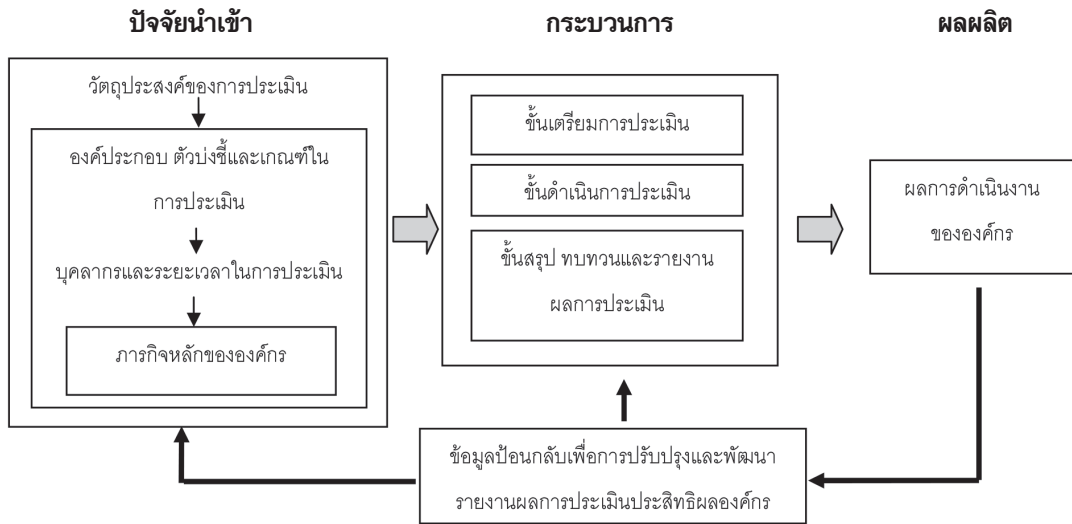 ปัจจัยนำเข้า
วัตถุประสงค์ของการประเมิน
องค์ประกอบ ตัวบ่งชี้และเกณฑ์ใน
การประเมิน
บุคลากรและระยะเวลาในการประเมิน
ภารกิจหลักขององค์กร
กระบวนการ
ขั้นเตรียมการประเมิน
ขั้นดำเนินการประเมิน
ขั้นสรุป ทบทวนและรายงาน
ผลการประเมิน
ผลผลิต
ผลการดำเนินงาน
ขององค์กร
ข้อมูลป้อนกลับเพื่อการปรับปรุงและพัฒนา
รายงานผลการประเมินประสิทธิผลองค์กร